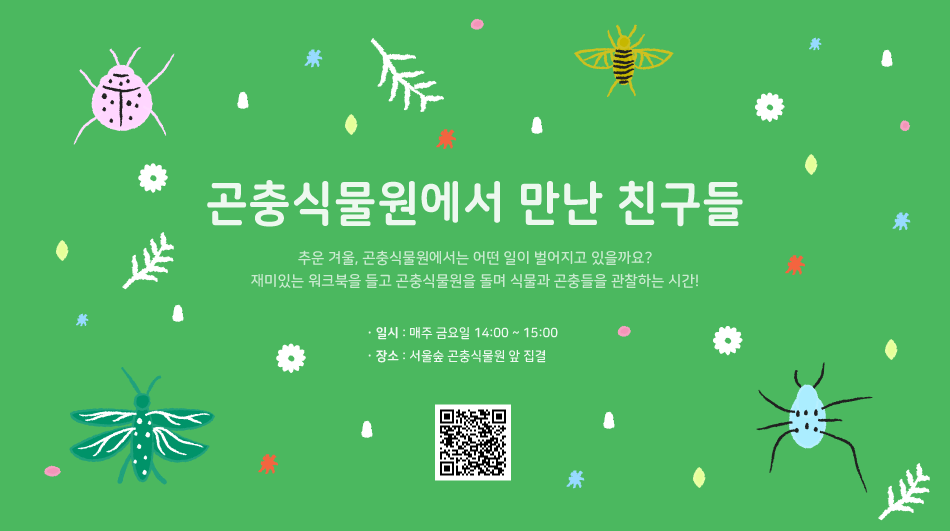 곤충식물원에서 만난 친구들
추운 겨울, 곤충식물원에서는 어떤 일이 벌어지고 있을까요?
재미있는 워크북을 들고 곤충식물원을 돌며 식물과 곤충들을 관찰하는 시간!
· 일시 : 매주 금요일 14:00 ~ 15:00
· 장소 : 서울숲 곤충식물원 앞 집결